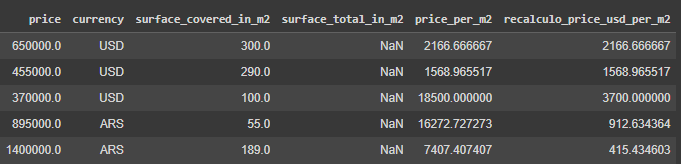 price currency surface_covered_in_m2 surface_total_in_m2 price_per_m2 recalculo_price_usd_per_m2
650000.0 USD 300.0 NaN 2166.666667 2166.666667
455000.0 USD 290.0 NaN 1568.965517 1568.965517
370000.0 USD 100.0 NaN 18500.000000 3700.000000
895000.0 ARS 55.0 NaN 16272.727273 912.634364
1400000.0 ARS 189.0 NaN 7407.407407 415.434603